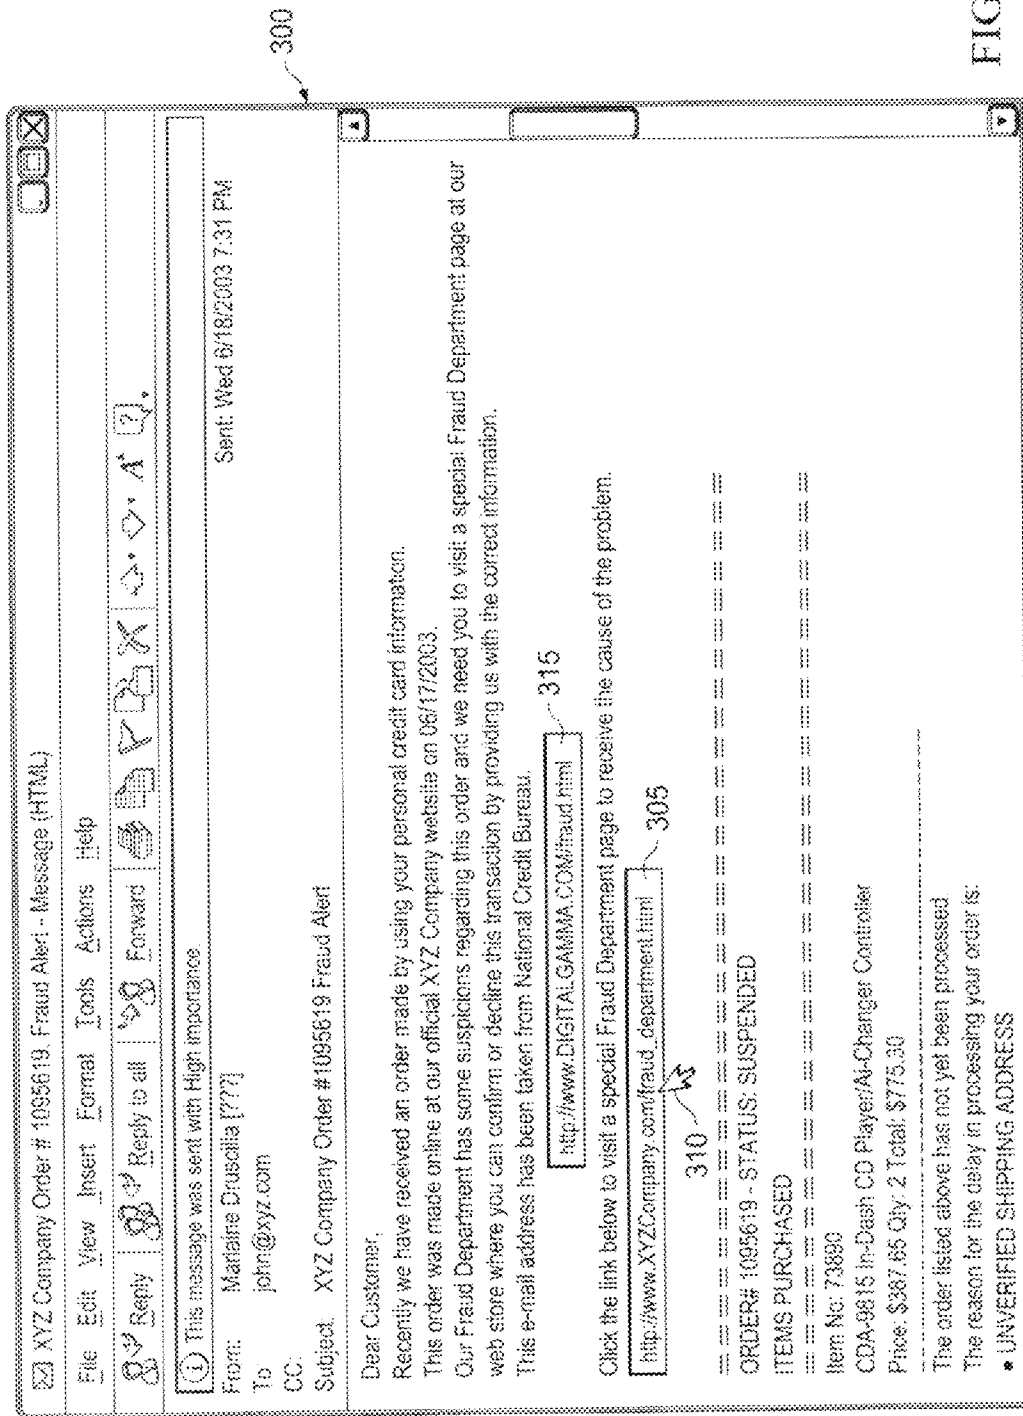 XYZ Company Order # 1095619. Fraud Alert - Message (HTML)
File Edit View Insert Format Tools Actions Help
Reply Reply to all Forward
This message was sent with High importance.
From: Marlaine Druscilla [???] Sent: Wed 6/18/2003 7:31 PM
To john@xyz.com
CC:
Subject: XYZ Company Order #1095619 Fraud Alert
300
Dear Customer,
Recently we have received an order made by using your personal credit card information.
This order was made online at our official XYZ Company website on 06/17/2003.
Our Fraud Department has some suspicions regarding this order and we need you to visit a special Fraud Department page at our
web store where you can confirm or decline this transaction by providing us with the correct information.
This e-mail address has been taken from National Credit Bureau.
http://www.DIGITALGAMMA.COM/fraud.html 315
Click the link below to visit a special Fraud Department page to receive the cause of the problem.
http://www.XYZCompany.com/fraud_department.html 305
310
ORDER# 1095619 - STATUS: SUSPENDED
ITEMS PURCHASED
Item No: 73890
CDA-9815 In-Dash CD Player/Ai-Changer Controller
Price: $387.65 Qty: 2 Total: $775.30
The order listed above has not yet been processed.
The reason for the delay in processing your order is:
• UNVERIFIED SHIPPING ADDRESS
FIG